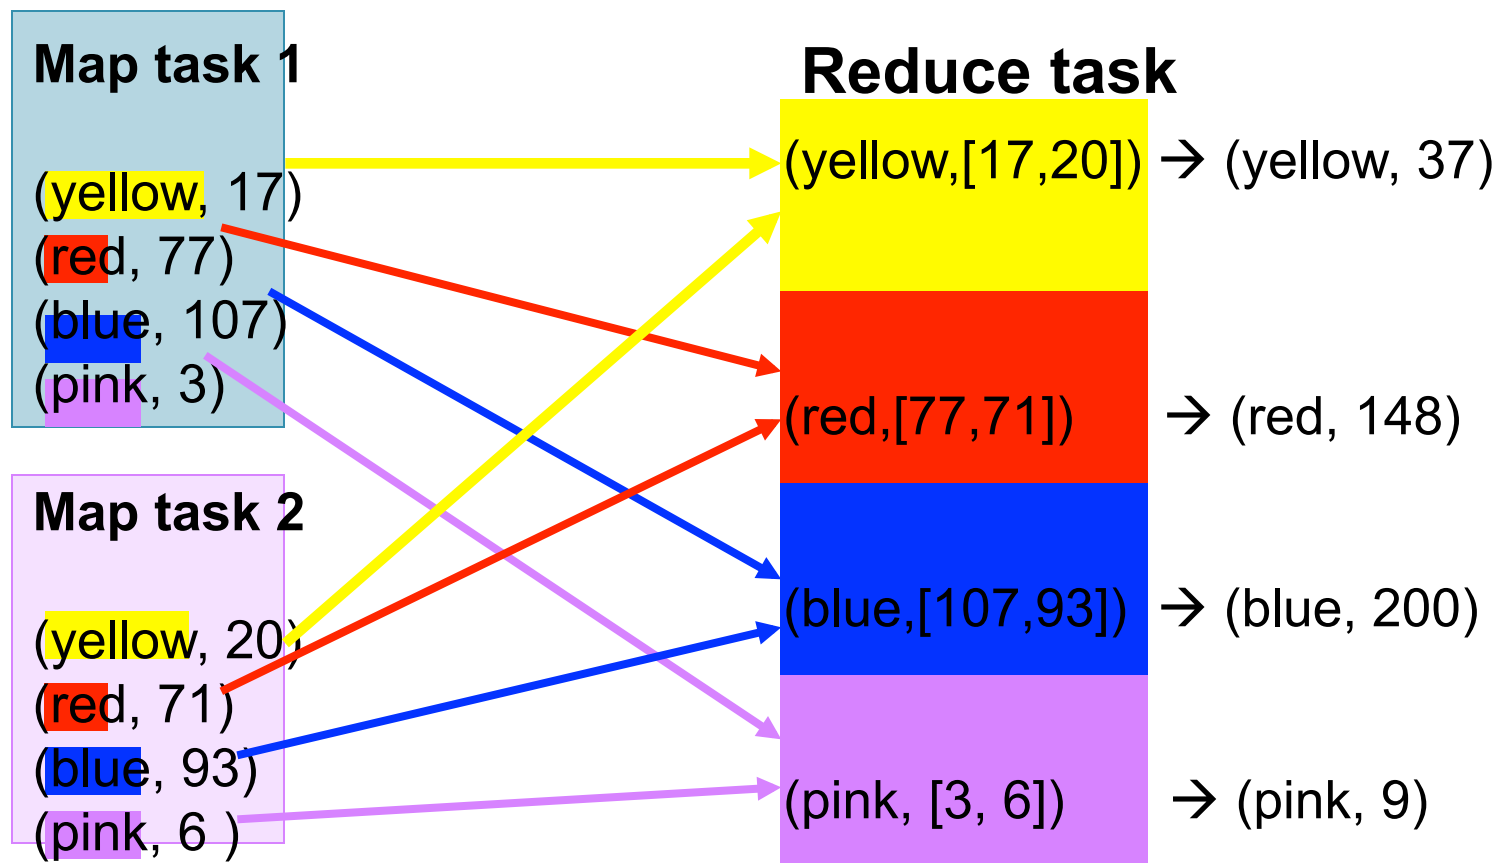 Map task 1
(yellow, 17)
(red, 77)
(blue, 107)
(pink, 3)
Map task 2
(yellow, 20)
(red, 71)
(blue, 93)
(pink, 6 )
Reduce task
(yellow,[17,20]) → (yellow, 37)
(red,[77,71]) → (red, 148)
(blue,[107,93]) → (blue, 200)
(pink, [3, 6]) → (pink, 9)